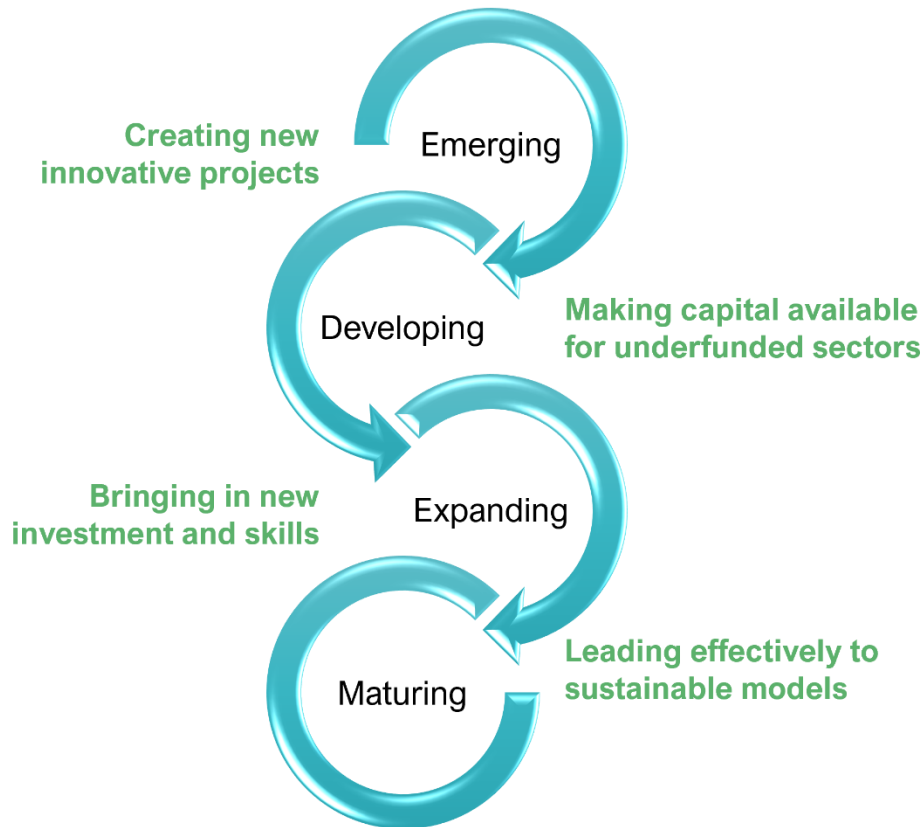 Creating new
innovative projects
Emerging
Developing
Making capital available
for underfunded sectors
Bringing in new
investment and skills
Expanding
Maturing
Leading effectively to
sustainable models